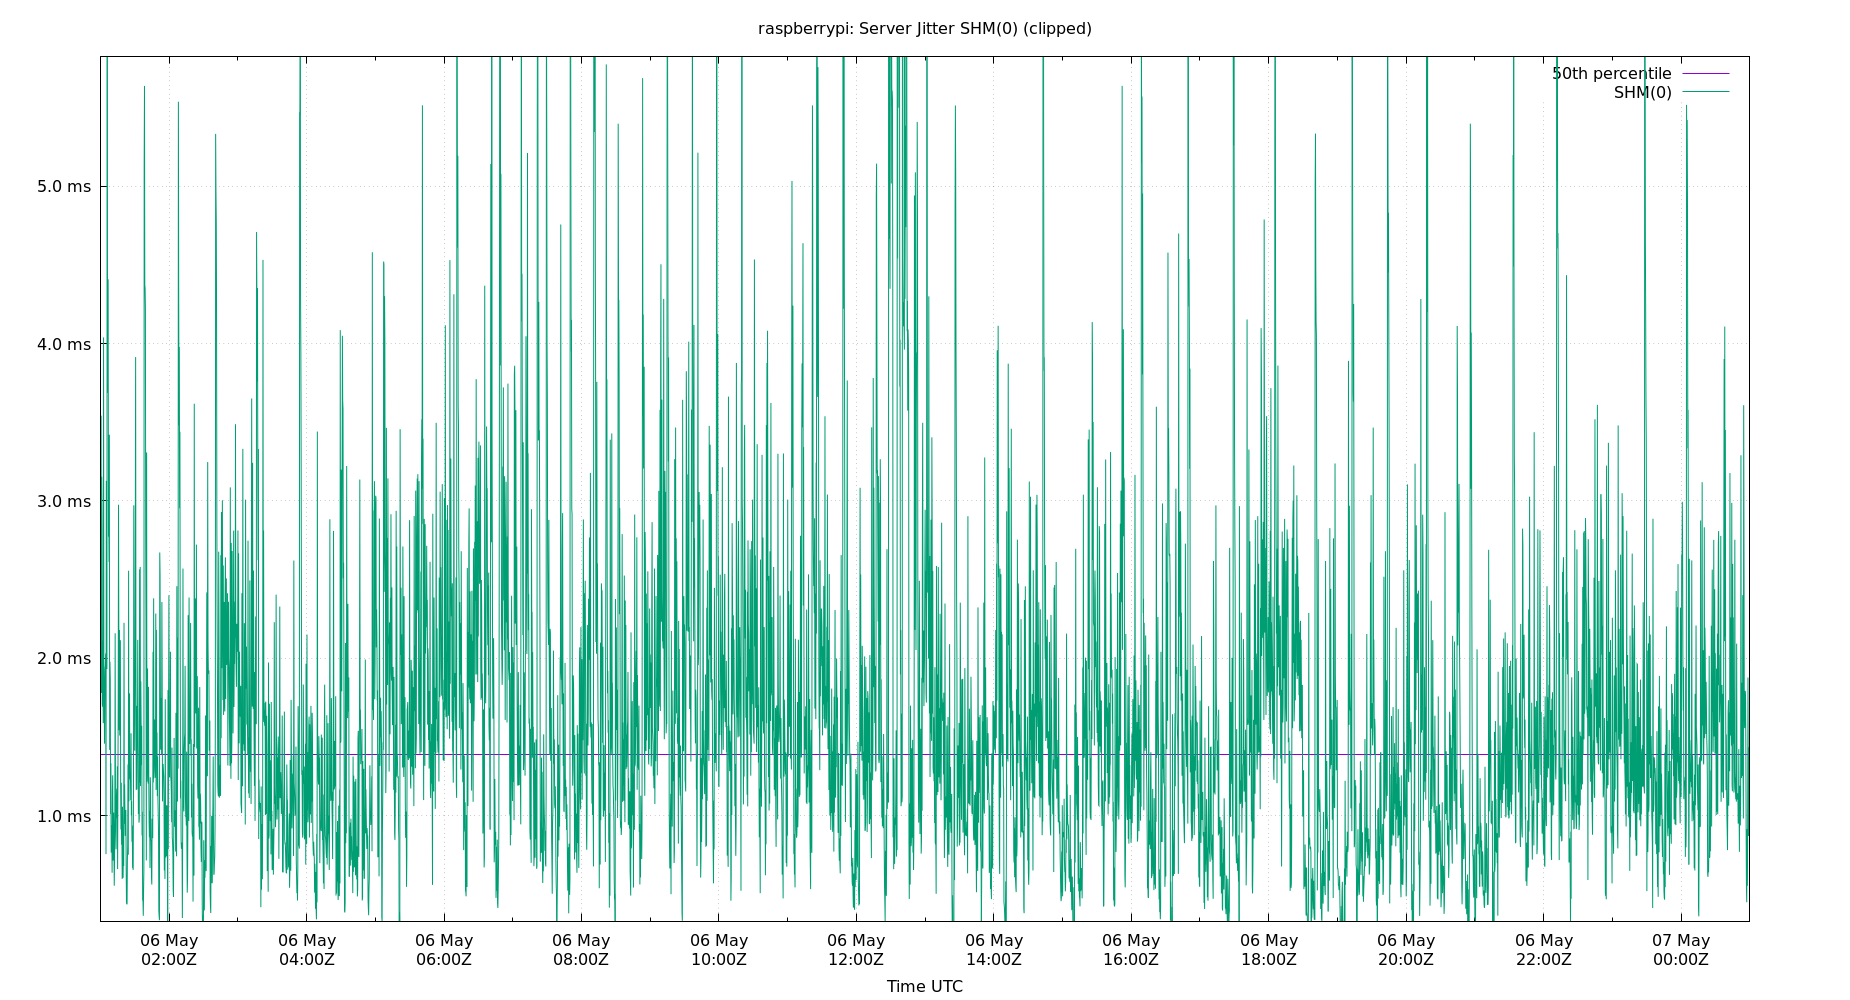 raspberrypi: Server Jitter SHM(0) (clipped)
50th percentile
SHM(0)
5.0 ms
4.0 ms
3.0 ms
2.0 ms
1.0 ms
06 May 06 May 06 May 06 May 06 May 06 May 06 May 06 May 06 May 06 May 06 May 07 May
02:00Z 04:00Z 06:00Z 08:00Z 10:00Z 12:00Z 14:00Z 16:00Z 18:00Z 20:00Z 22:00Z 00:00Z
Time UTC